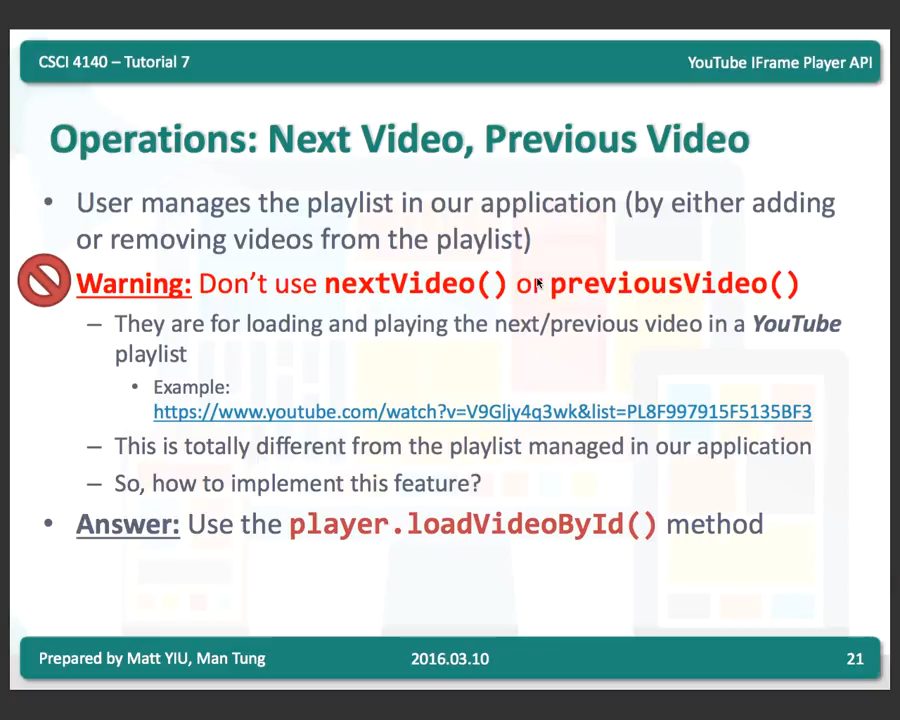 CSCI 4140 – Tutorial 7
YouTube IFrame Player API
Operations: Next Video, Previous Video
• User manages the playlist in our application (by either adding
or removing videos from the playlist)
Warning: Don’t use nextVideo() or previousVideo()
– They are for loading and playing the next/previous video in a YouTube
playlist
• Example:
https://www.youtube.com/watch?v=V9Gljy4q3wk&list=PL8F997915F5135BF3
– This is totally different from the playlist managed in our application
– So, how to implement this feature?
• Answer: Use the player.loadVideoById() method
Prepared by Matt YIU, Man Tung
2016.03.10
21